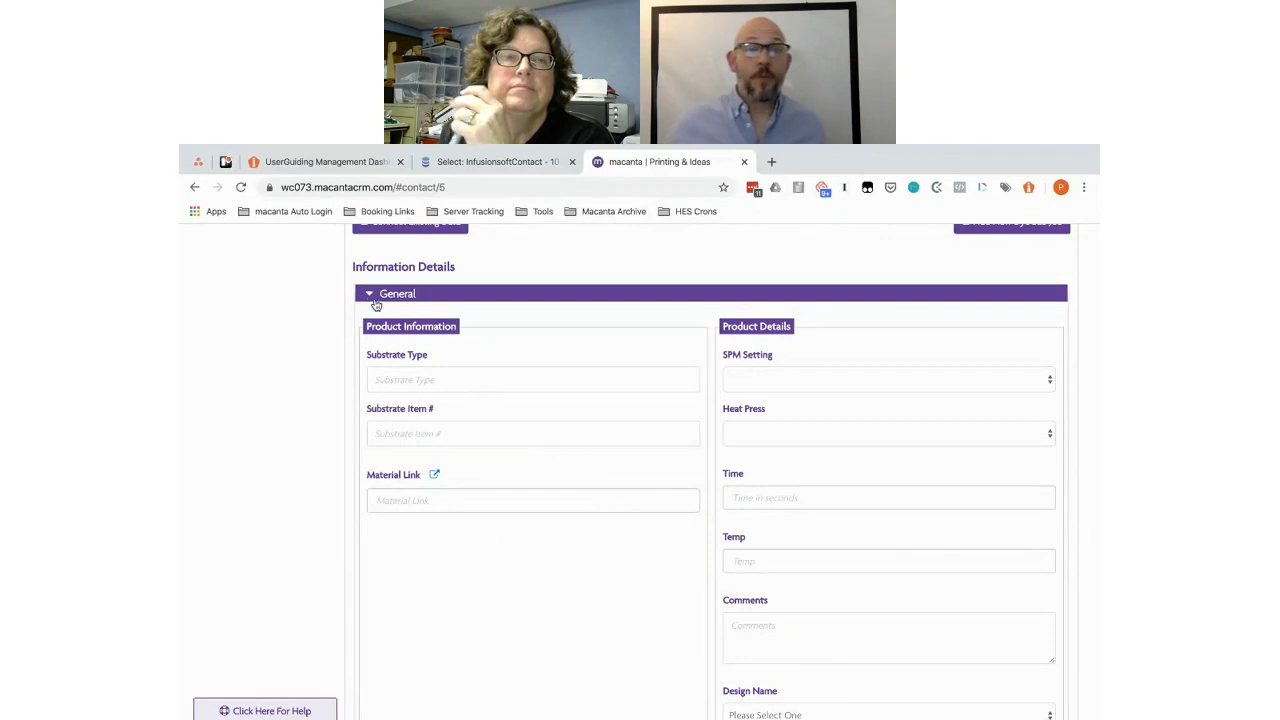 UserGuiding Management Dash
Select: InfusionsoftContact - 10
macanta | Printing & Ideas
wc073.macantacrm.com/#contact/5
11
9+
P
Apps
macanta Auto Login
Booking Links
Server Tracking
Tools
Macanta Archive
HES Crons
Information Details
General
Product Information
Product Details
Substrate Type
SPM Setting
Substrate Type
Substrate Item #
Heat Press
Substrate Item #
Material Link
Time
Material Link
Time in seconds
Temp
Temp
Comments
Comments
Design Name
Please Select One
Click Here For Help